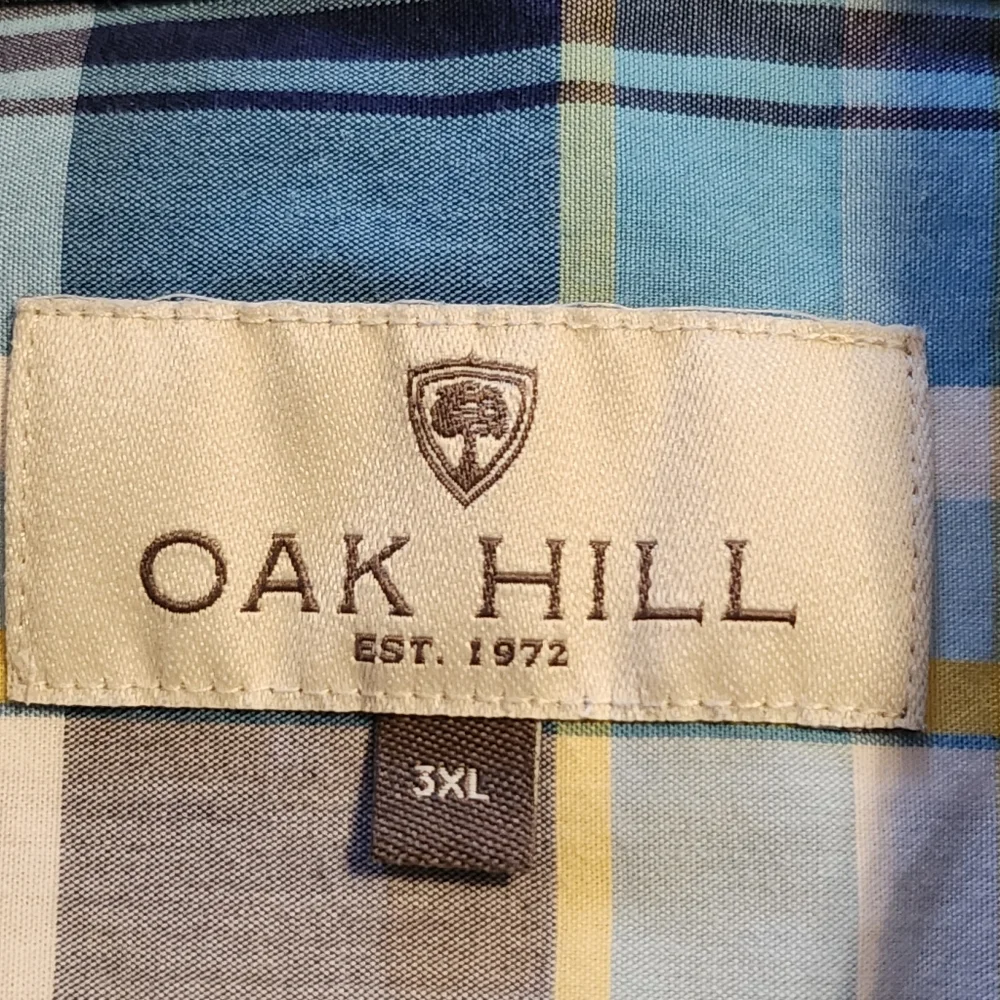 OAK HILL
EST. 1972
3XL